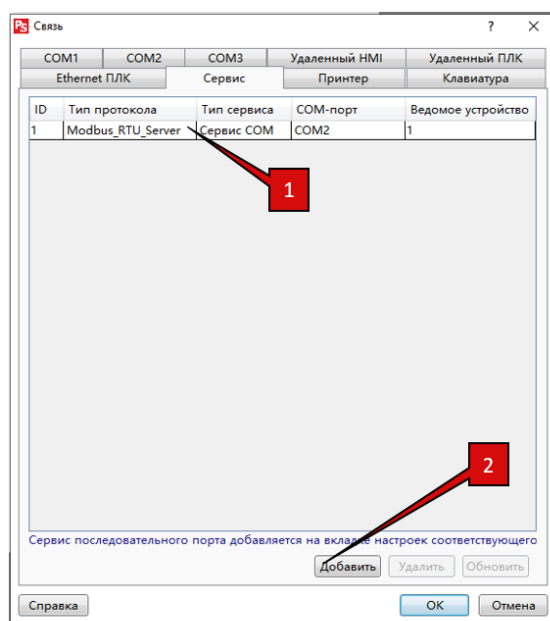 PS Связь ? ×
COM1 COM2 COM3 Удаленный HMI Удаленный ПЛК
Ethernet ПЛК Сервис Принтер Клавиатура
ID Тип протокола Тип сервиса COM-порт Ведомое устройство
1 Modbus_RTU_Server Сервис COM COM2 1
1
2
Сервис последовательного порта добавляется на вкладке настроек соответствующего
Добавить Удалить Обновить
Справка OK Отмена